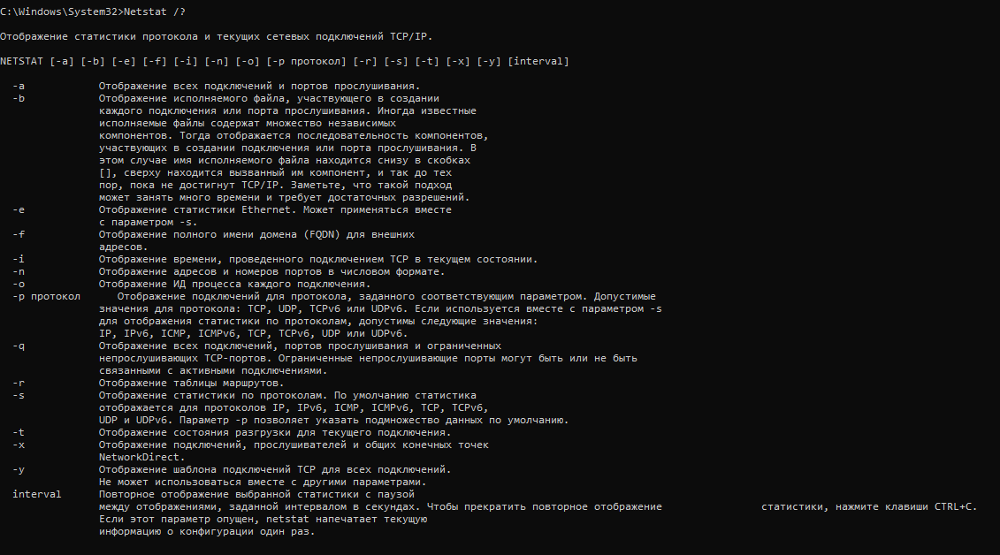 C:\Windows\System32>Netstat /?
Отображение статистики протокола и текущих сетевых подключений TCP/IP.
NETSTAT [-a] [-b] [-e] [-f] [-i] [-n] [-o] [-p протокол] [-r] [-s] [-t] [-x] [-y] [interval]
-a Отображение всех подключений и портов прослушивания.
-b Отображение исполняемого файла, участвующего в создании
каждого подключения или порта прослушивания. Иногда известные
исполняемые файлы содержат множество независимых
компонентов. Тогда отображается последовательность компонентов,
участвующих в создании подключения или порта прослушивания. В
этом случае имя исполняемого файла находится снизу в скобках
[], сверху находится вызванный им компонент, и так до тех
пор, пока не достигнут TCP/IP. Заметьте, что такой подход
может занять много времени и требует достаточных разрешений.
-e Отображение статистики Ethernet. Может применяться вместе
с параметром -s.
-f Отображение полного имени домена (FQDN) для внешних
адресов.
-i Отображение времени, проведенного подключением TCP в текущем состоянии.
-n Отображение адресов и номеров портов в числовом формате.
-o Отображение ИД процесса каждого подключения.
-p протокол Отображение подключений для протокола, заданного соответствующим параметром. Допустимые
значения для протокола: TCP, UDP, TCPv6 или UDPv6. Если используется вместе с параметром -s
для отображения статистики по протоколам, допустимы следующие значения:
IP, IPv6, ICMP, ICMPv6, TCP, TCPv6, UDP или UDPv6.
-q Отображение всех подключений, портов прослушивания и ограниченных
непрослушивающих TCP-портов. Ограниченные непрослушивающие порты могут быть или не быть
связанными с активными подключениями.
-r Отображение таблицы маршрутов.
-s Отображение статистики по протоколам. По умолчанию статистика
отображается для протоколов IP, IPv6, ICMP, ICMPv6, TCP, TCPv6,
UDP и UDPv6. Параметр -p позволяет указать подмножество данных по умолчанию.
-t Отображение состояния разгрузки для текущего подключения.
-x Отображение подключений, прослушивателей и общих конечных точек
NetworkDirect.
-y Отображение шаблона подключений TCP для всех подключений.
Не может использоваться вместе с другими параметрами.
interval Повторное отображение выбранной статистики с паузой
между отображениями, заданной интервалом в секундах. Чтобы прекратить повторное отображение статистики, нажмите клавиши CTRL+C.
Если этот параметр опущен, netstat напечатает текущую
информацию о конфигурации один раз.